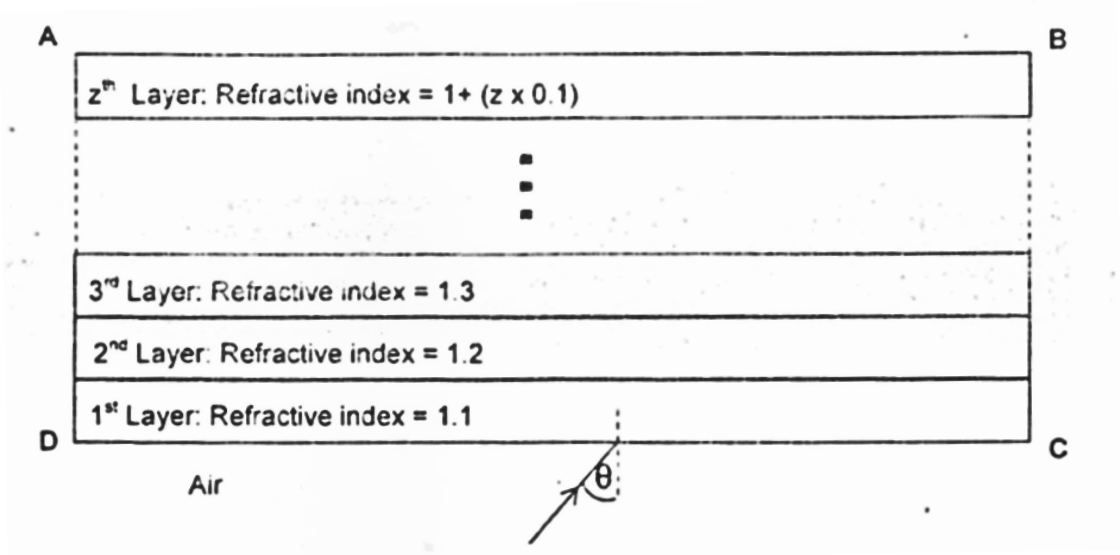 A
B
zth Layer: Refractive index = 1+ (z x 0.1)
3rd Layer: Refractive index = 1.3
2nd Layer: Refractive index = 1.2
1st Layer: Refractive index = 1.1
D
C
Air
θ